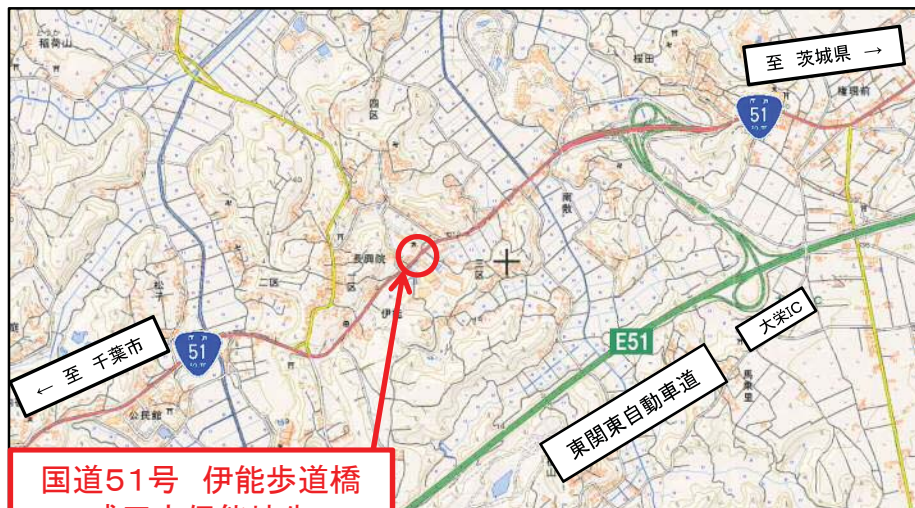 稲荷山
四区
桜田
至 茨城県 →
権現前
51
南敷
長興院
三区
二区
一区
伊能
松子
E51
大栄IC
51
← 至 千葉市
東関東自動車道
馬乗里
公民館
国道51号 伊能歩道橋